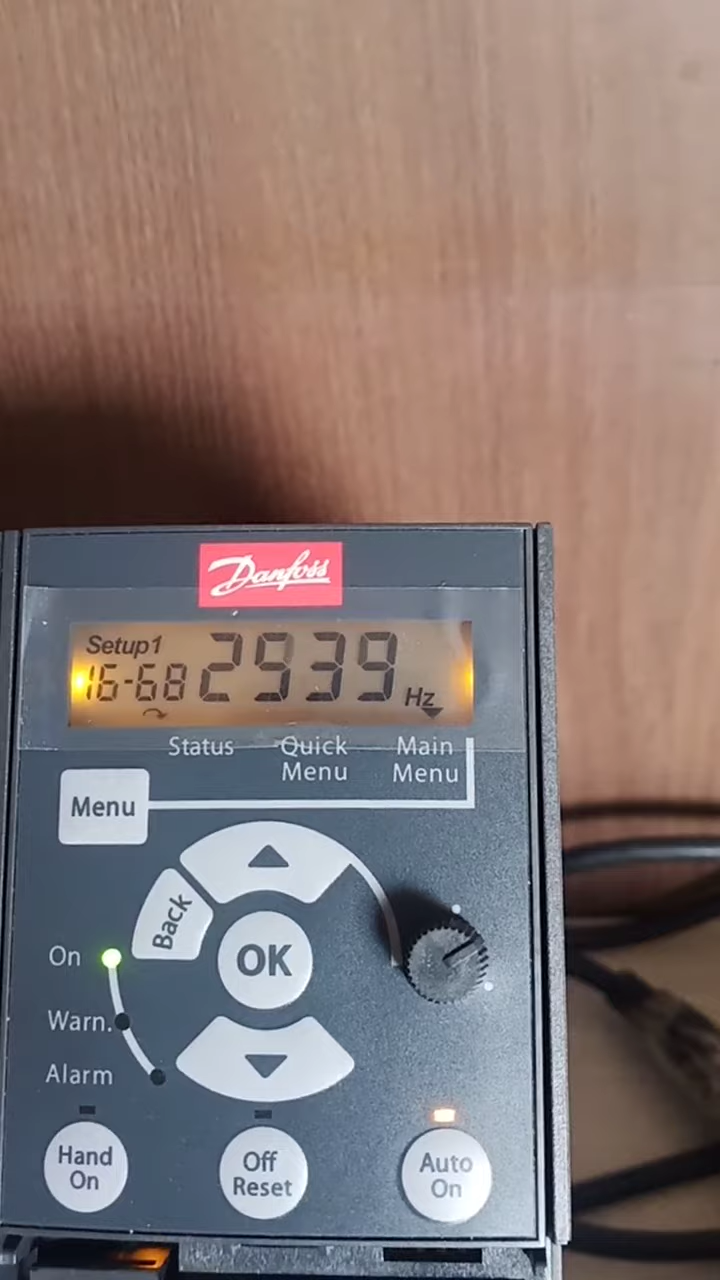 Danfoss
Setup1
16-68 2939 Hz
Status
Quick Menu
Main Menu
Menu
Back
OK
On
Warn.
Alarm
Hand On
Off Reset
Auto On